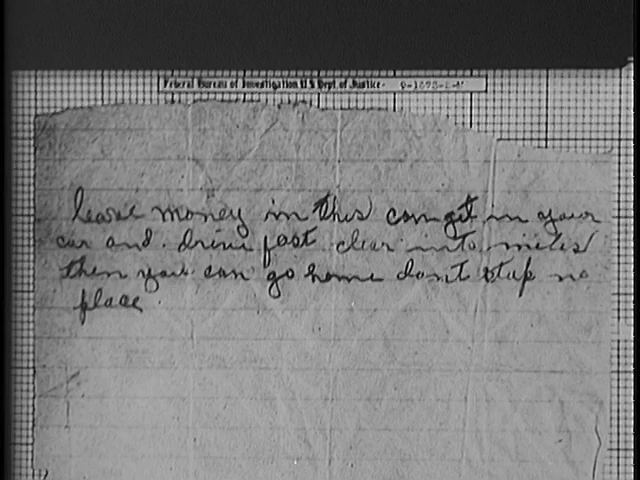 Federal Bureau of Investigation U.S Dept. of Justice-
leave money in this can get in your
car and drive fast clear into miles
then you can go home dont stop no
place.